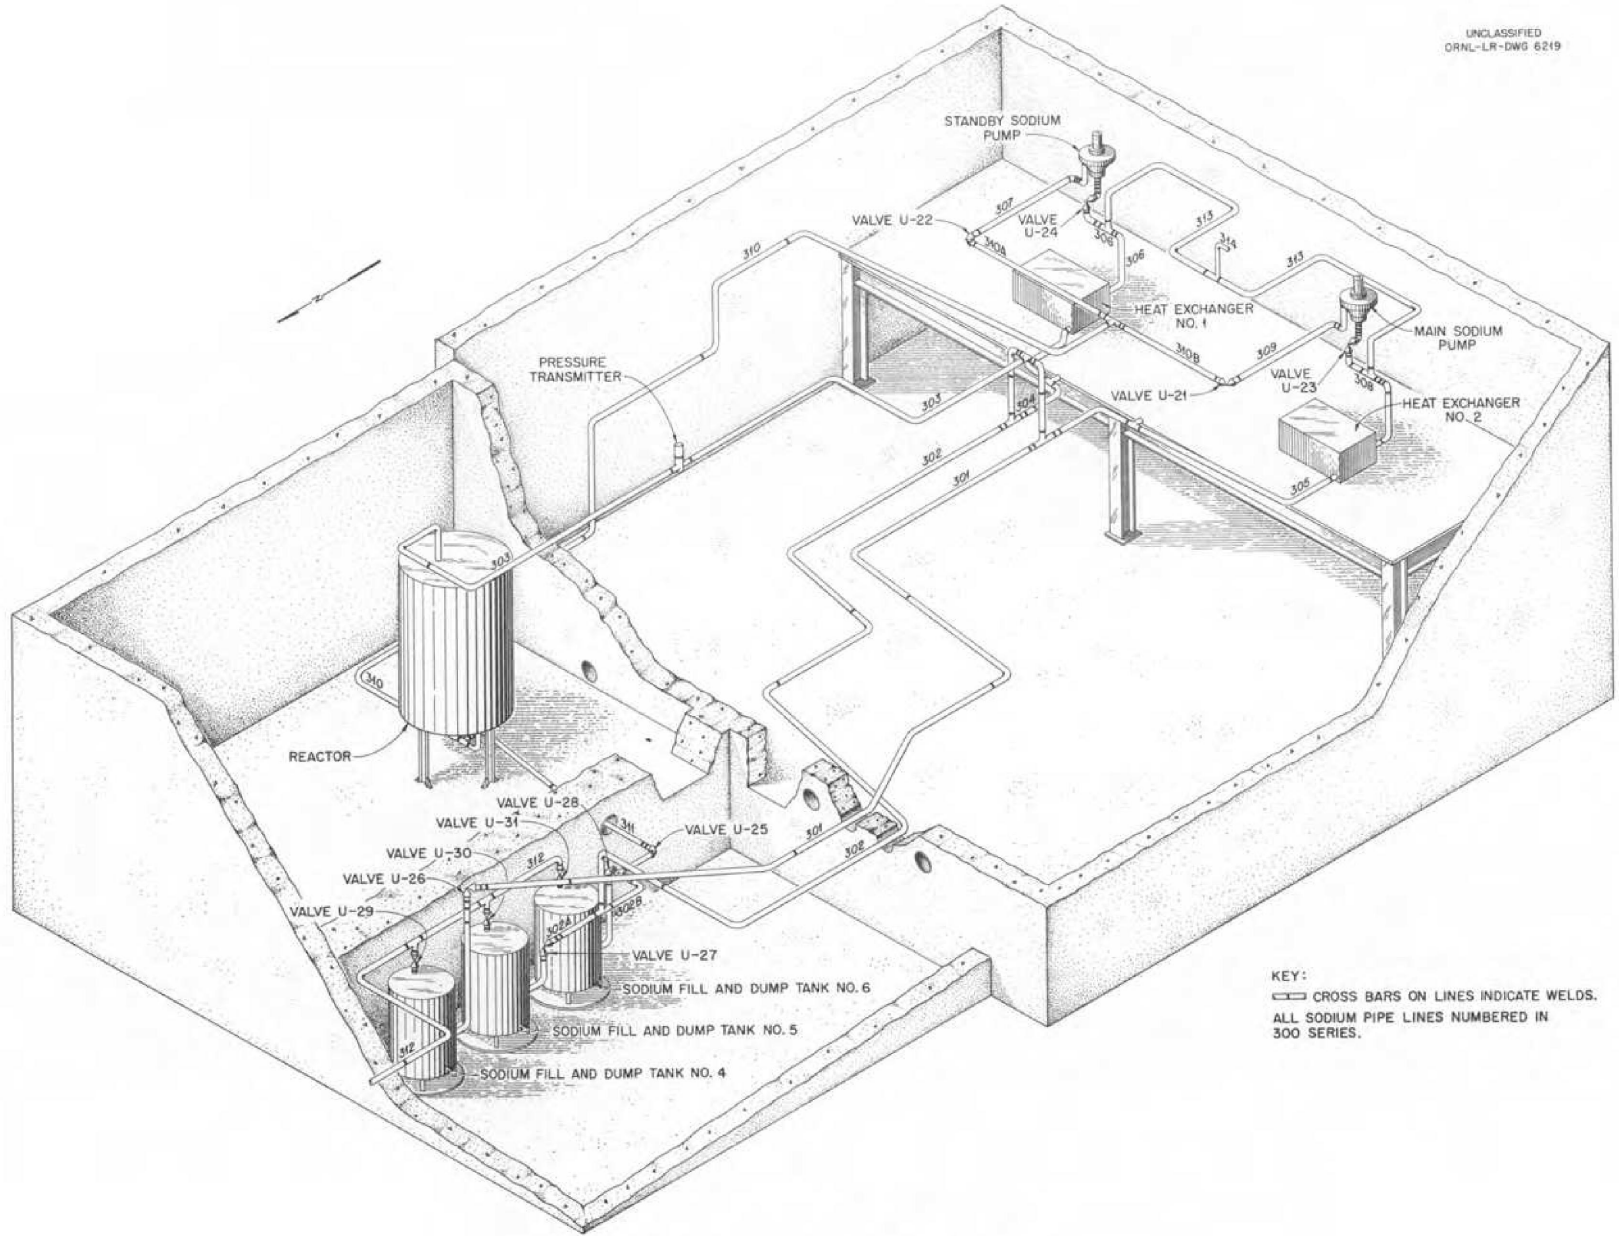 UNCLASSIFIED
ORNL-LR-DWG 6219
STANDBY SODIUM
PUMP
307
VALVE U-22
VALVE
U-24
306
310A
306
313
314
313
310
HEAT EXCHANGER
NO. 1
MAIN SODIUM
PUMP
309
310B
VALVE
U-23
308
VALVE U-21
HEAT EXCHANGER
NO. 2
PRESSURE
TRANSMITTER
303
304
302
301
305
303
310
REACTOR
VALVE U-28
VALVE U-31
311
VALVE U-25
301
302
VALVE U-30
312
VALVE U-26
VALVE U-29
302A
302B
VALVE U-27
SODIUM FILL AND DUMP TANK NO. 6
SODIUM FILL AND DUMP TANK NO. 5
312
SODIUM FILL AND DUMP TANK NO. 4
KEY:
CROSS BARS ON LINES INDICATE WELDS.
ALL SODIUM PIPE LINES NUMBERED IN
300 SERIES.